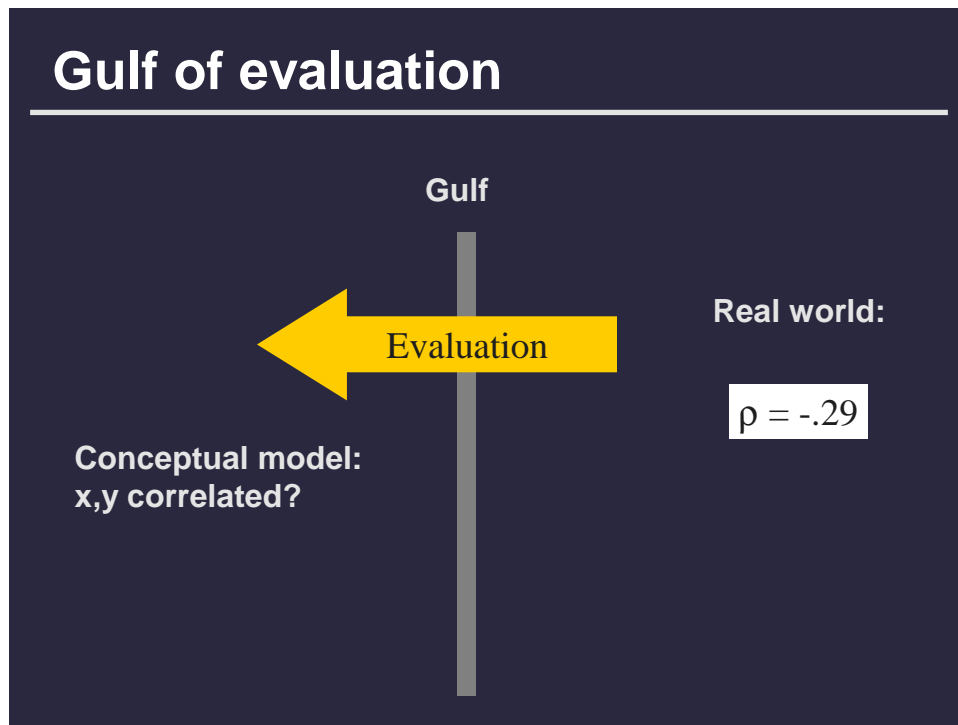 Gulf of evaluation
Gulf
Real world:
Evaluation
ρ = -.29
Conceptual model:
x,y correlated?